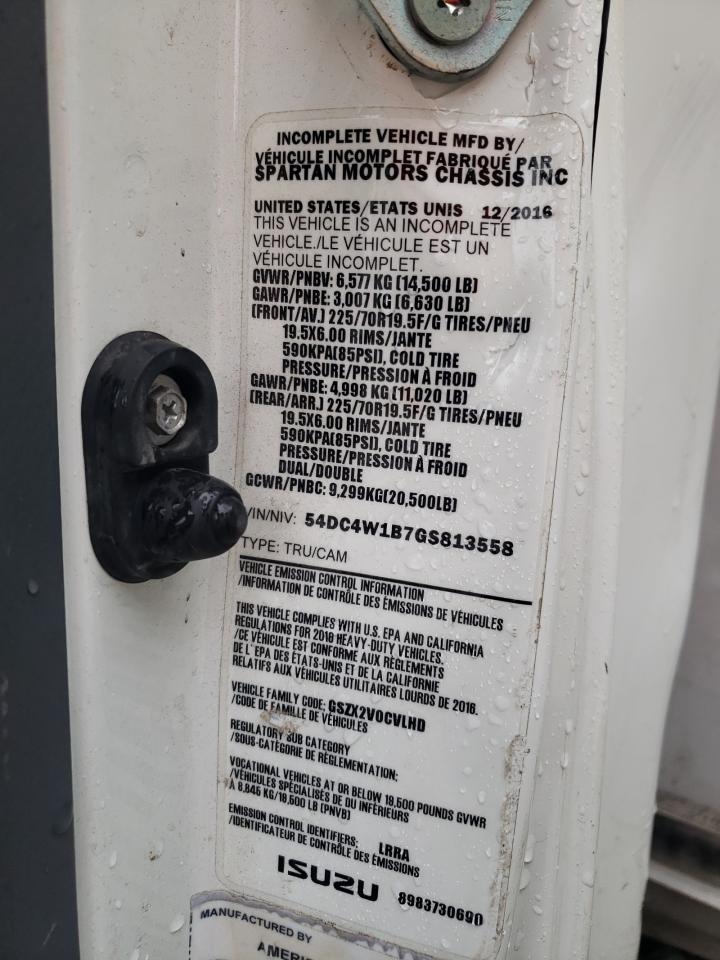 INCOMPLETE VEHICLE MFD BY/
VÉHICULE INCOMPLET FABRIQUÉ PAR
SPARTAN MOTORS CHASSIS INC
UNITED STATES/ETATS UNIS 12/2016
THIS VEHICLE IS AN INCOMPLETE
VEHICLE./LE VÉHICULE EST UN
VÉHICULE INCOMPLET.
GVWR/PNBV: 6,577 KG (14,500 LB)
GAWR/PNBE: 3,007 KG (6,630 LB)
(FRONT/AV.) 225/70R19.5F/G TIRES/PNEU
19.5X6.00 RIMS/JANTE
590KPA(85PSI), COLD TIRE
PRESSURE/PRESSION À FROID
GAWR/PNBE: 4,998 KG (11,020 LB)
(REAR/ARR.) 225/70R19.5F/G TIRES/PNEU
19.5X6.00 RIMS/JANTE
590KPA(85PSI), COLD TIRE
PRESSURE/PRESSION À FROID
DUAL/DOUBLE
GCWR/PNBC: 9,299KG(20,500LB)
/IN/NIV: 54DC4W1B7GS813558
TYPE: TRU/CAM
VEHICLE EMISSION CONTROL INFORMATION
/INFORMATION DE CONTRÔLE DES ÉMISSIONS DE VÉHICULES
THIS VEHICLE COMPLIES WITH U.S. EPA AND CALIFORNIA
REGULATIONS FOR 2016 HEAVY-DUTY VEHICLES.
/CE VÉHICULE EST CONFORME AUX RÈGLEMENTS
DE L'EPA DES ÉTATS-UNIS ET DE LA CALIFORNIE
RELATIFS AUX VÉHICULES UTILITAIRES LOURDS DE 2016.
VEHICLE FAMILY CODE: GSZX2VOCVLHD
/CODE DE FAMILLE DE VÉHICULES
REGULATORY SUB CATEGORY
/SOUS-CATÉGORIE DE RÉGLEMENTATION:
VOCATIONAL VEHICLES AT OR BELOW 19,500 POUNDS GVWR
/VÉHICULES SPÉCIALISÉS DE OU INFÉRIEURS
À 8,845 KG/19,500 LB (PNVB)
EMISSION CONTROL IDENTIFIERS: LRRA
/IDENTIFICATEUR DE CONTRÔLE DES ÉMISSIONS
ISUZU 8983730690
MANUFACTURED BY